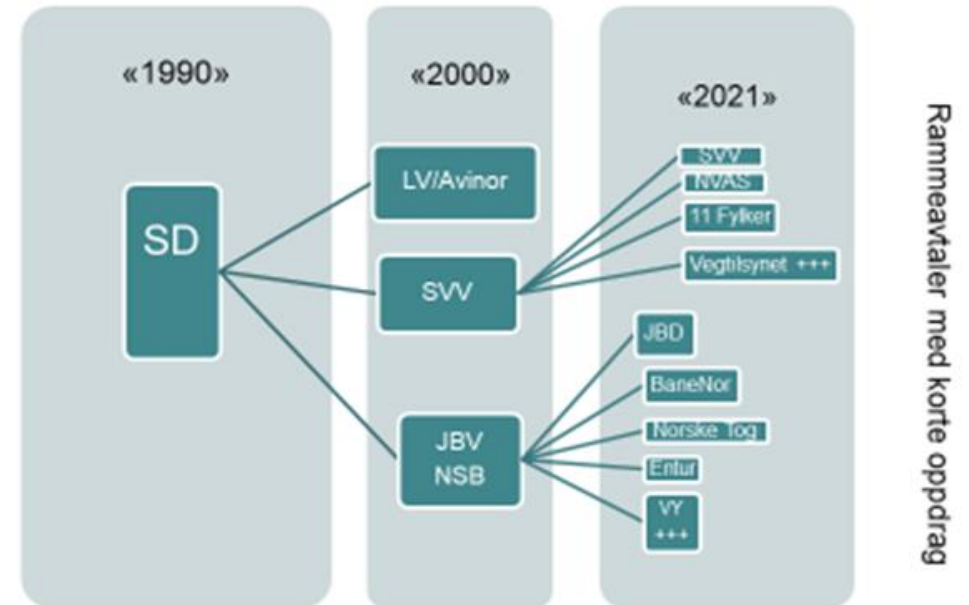 «1990»
SD
«2000»
LV/Avinor
SVV
JBV
NSB
«2021»
SVV
NVAS
11 Fylker
Vegtilsynet +++
JBD
BaneNor
Norske Tog
Entur
VY
+++
Rammeavtaler med korte oppdrag